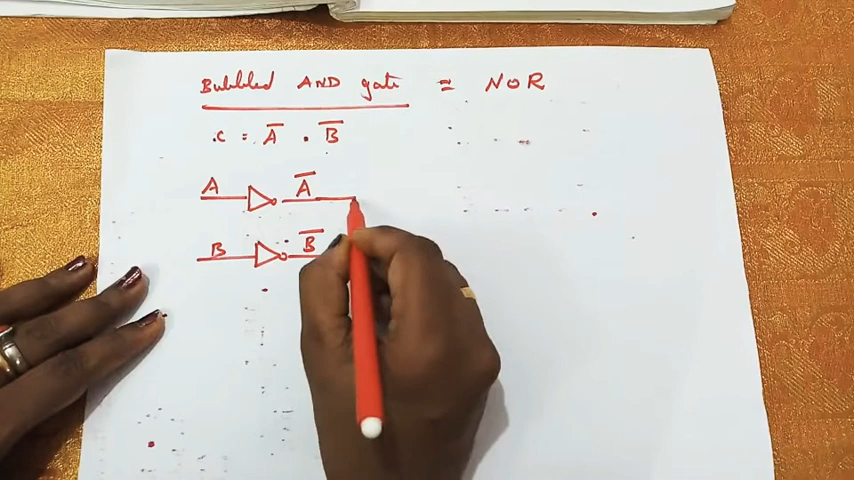 Bubbled AND gate = NOR
.C = A̅ . B̅
A A̅
B B̅